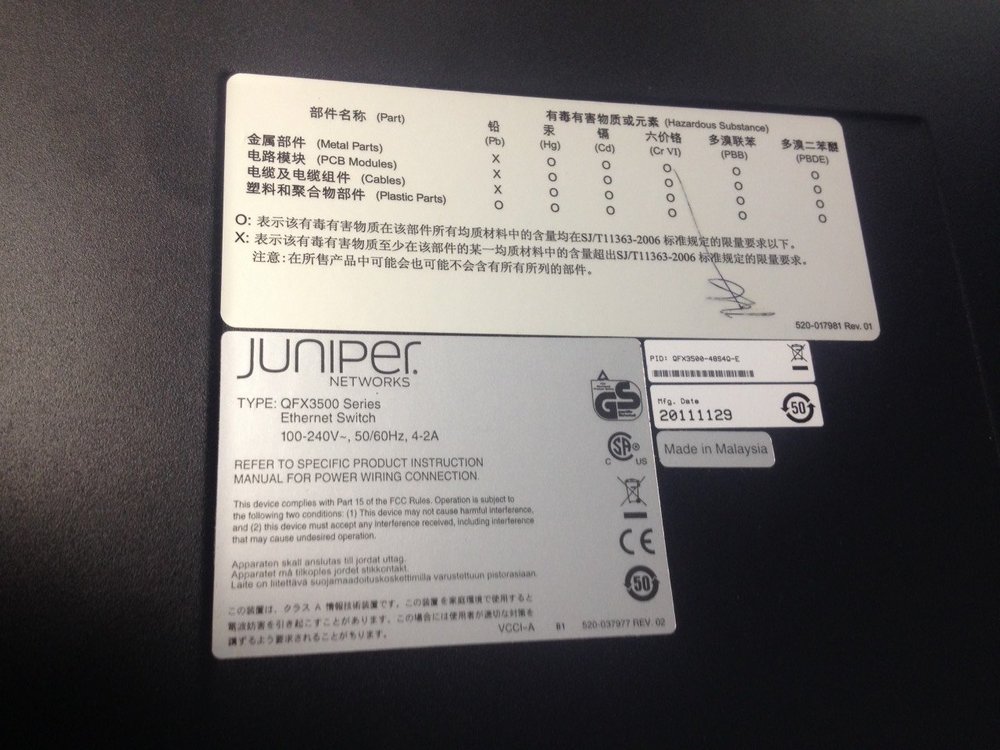 部件名称 (Part) 有毒有害物质或元素 (Hazardous Substance)
铅 汞 镉 六价铬 多溴联苯 多溴二苯醚
(Pb) (Hg) (Cd) (Cr VI) (PBB) (PBDE)
金属部件 (Metal Parts) X O O O O O
电路模块 (PCB Modules) X O O O O O
电缆及电缆组件 (Cables) X O O O O O
塑料和聚合物部件 (Plastic Parts) O O O O O O
O: 表示该有毒有害物质在该部件所有均质材料中的含量均在SJ/T11363-2006 标准规定的限量要求以下。
X: 表示该有毒有害物质至少在该部件的某一均质材料中的含量超出SJ/T11363-2006 标准规定的限量要求。
注意:在所售产品中可能会也可能不会含有所有所列的部件。
520-017981 Rev. 01
JUNIPER
NETWORKS
TYPE: QFX3500 Series
Ethernet Switch
100-240V~, 50/60Hz, 4-2A
REFER TO SPECIFIC PRODUCT INSTRUCTION
MANUAL FOR POWER WIRING CONNECTION
This device complies with Part 15 of the FCC Rules. Operation is subject to
the following two conditions: (1) This device may not cause harmful interference,
and (2) this device must accept any interference received, including interference
that may cause undesired operation.
Apparaten skall anslutas till jordat uttag.
Apparatet må tilkoples jordet stikkontakt.
Laite on liitettävä suojamaadoituskoskettimilla varustettuun pistorasiaan.
この装置は、クラス A 情報技術装置です。この装置を家庭環境で使用すると
電波妨害を引き起こすことがあります。この場合には使用者が適切な対策を
講ずるよう要求されることがあります。
VCCI-A B1 520-037977 REV. 02
GS
SA
C US
CE
50
PID: QFX3500-48S4Q-E
Mfg. Date
20111129
50
Made in Malaysia